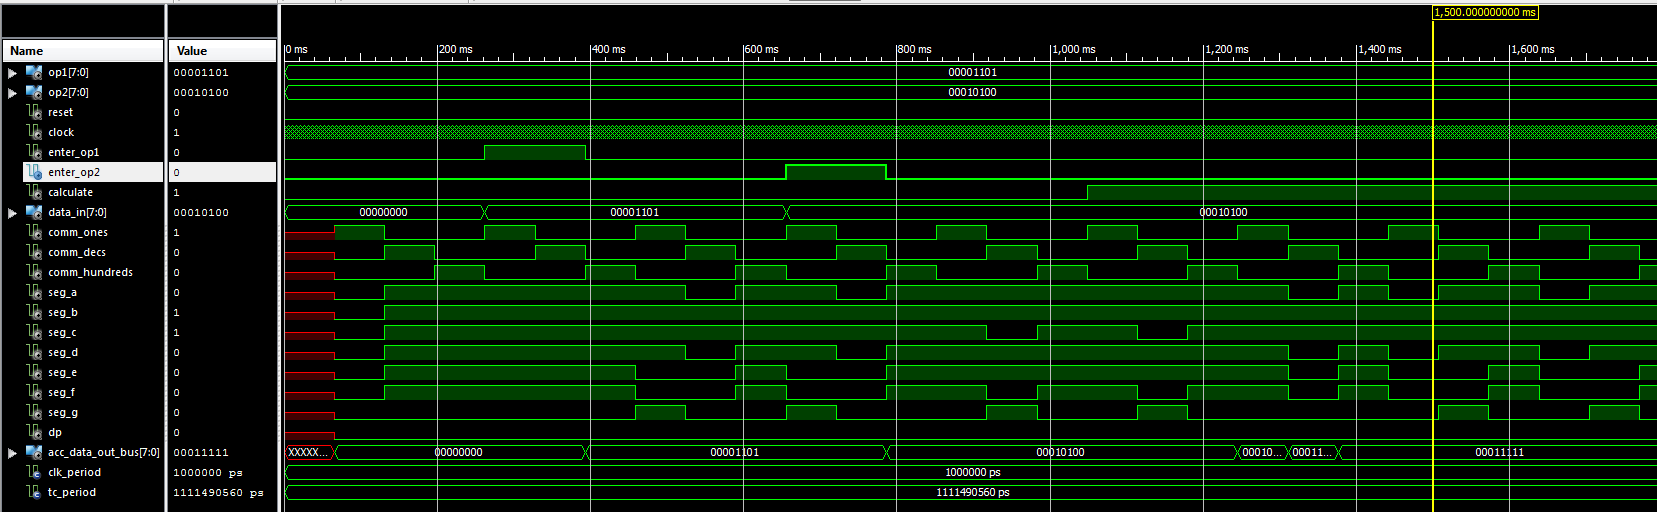 1,500.000000000 ms
Name Value 0 ms 200 ms 400 ms 600 ms 800 ms 1,000 ms 1,200 ms 1,400 ms 1,600 ms
op1[7:0] 00001101 00001101
op2[7:0] 00010100 00010100
reset 0
clock 1
enter_op1 0
enter_op2 0
calculate 1
data_in[7:0] 00010100 00000000 00001101 00010100
comm_ones 1
comm_decs 0
comm_hundreds 0
seg_a 0
seg_b 1
seg_c 1
seg_d 0
seg_e 0
seg_f 0
seg_g 0
dp 0
acc_data_out_bus[7:0] 00011111 XXXXX... 00000000 00001101 00010100 00010... 00011... 00011111
clk_period 1000000 ps 1000000 ps
tc_period 1111490560 ps 1111490560 ps